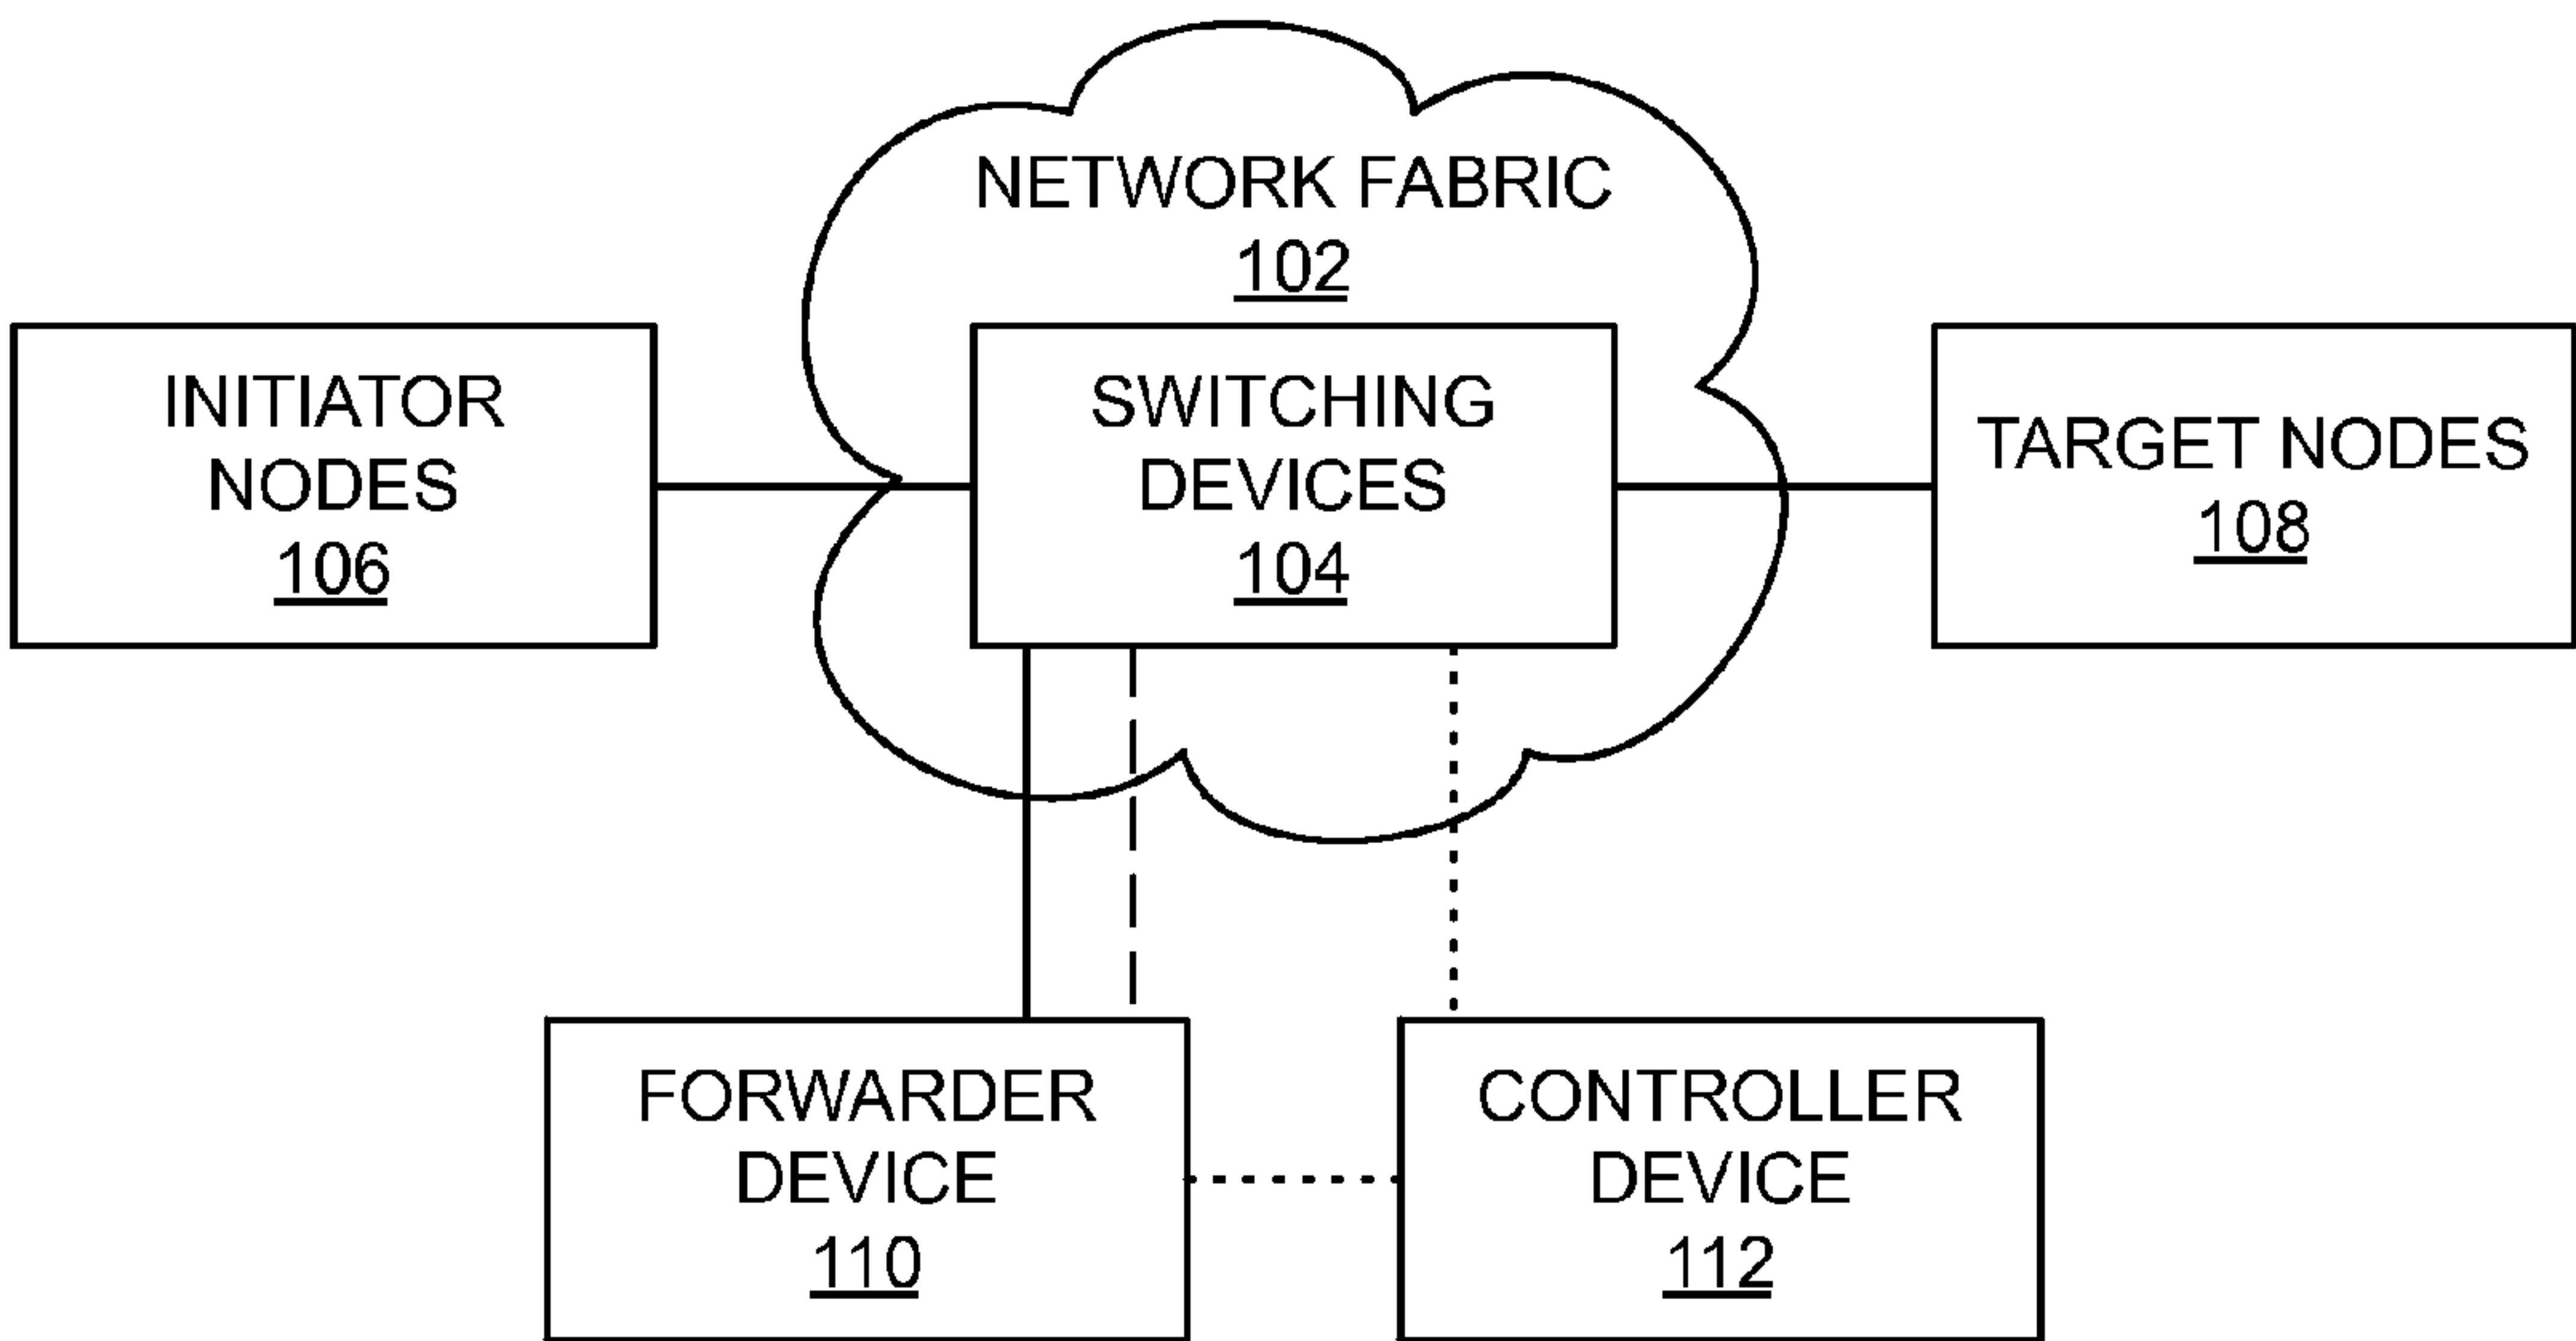 NETWORK FABRIC
102
INITIATOR
NODES
106
SWITCHING
DEVICES
104
TARGET NODES
108
FORWARDER
DEVICE
110
CONTROLLER
DEVICE
112